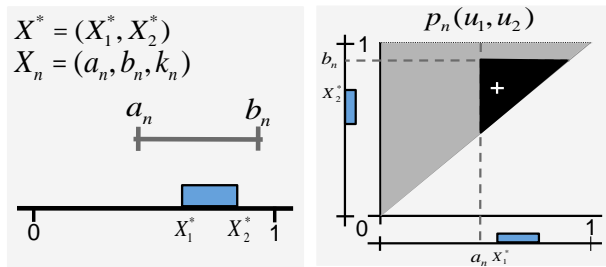 X* = (X₁*, X₂*)
Xₙ = (aₙ, bₙ, kₙ)
aₙ bₙ
0 X₁* X₂* 1
pₙ(u₁, u₂)
1
bₙ
X₂*
0 1
aₙ X₁*